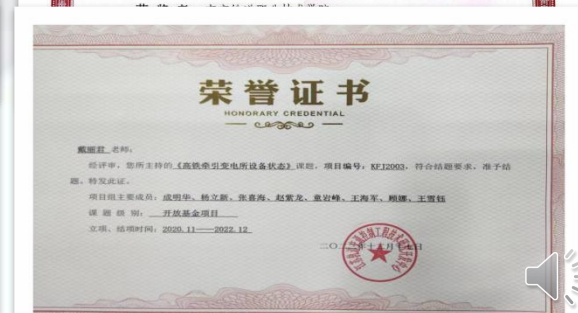 荣誉证书
HONORARY CREDENTIAL
戴丽君 老师:
经评审,您所主持的《高铁牵引变电所设备状态》课题,项目编号:KFJ2003,符合结题要求,准予结
题。特发此证。
项目组主要成员:成明华、杨立新、张喜海、赵紫龙、童岩峰、王海军、顾娜、王雪钰
课 题 级 别: 开放基金项目
立项、结项时间:2020.11——2022.12